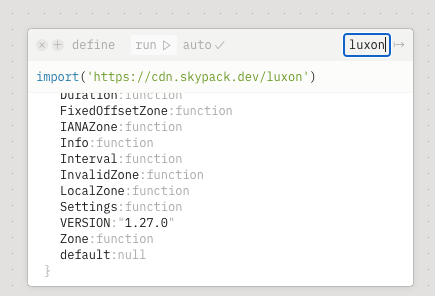 define run auto luxon
import('https://cdn.skypack.dev/luxon')
Duration:function
FixedOffsetZone:function
IANAZone:function
Info:function
Interval:function
InvalidZone:function
LocalZone:function
Settings:function
VERSION:"1.27.0"
Zone:function
default:null
}